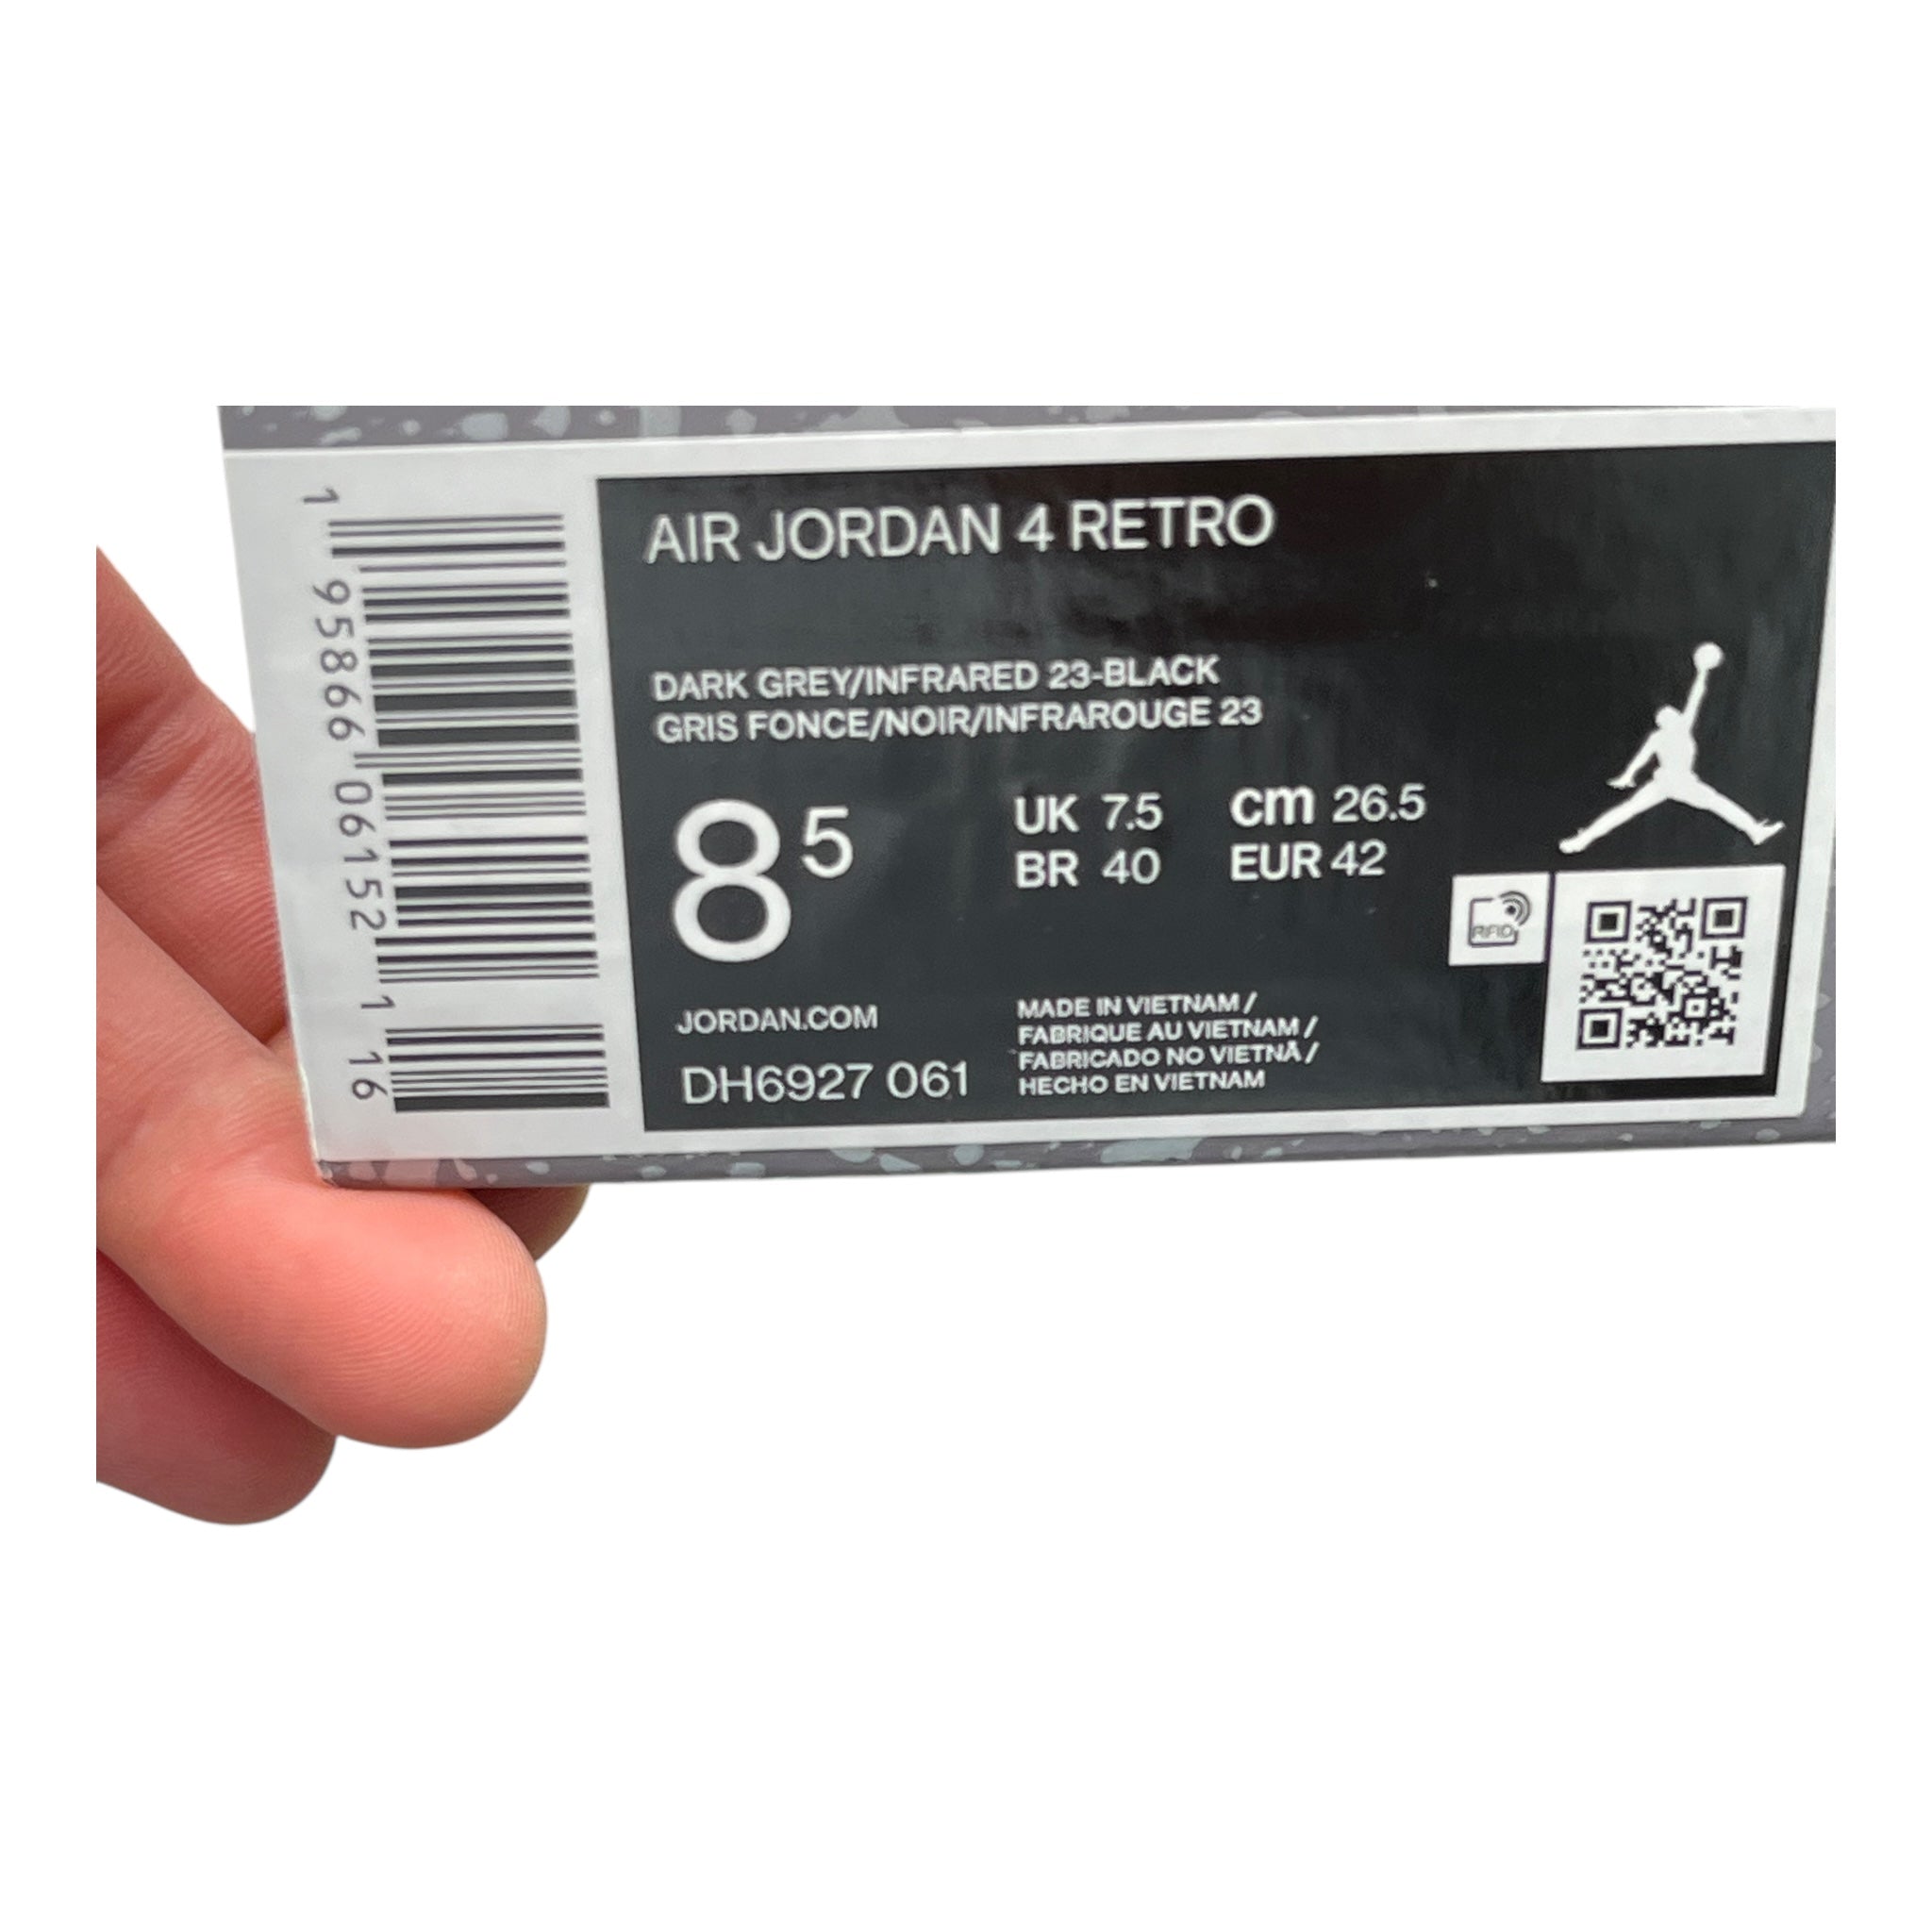 AIR JORDAN 4 RETRO
DARK GREY/INFRARED 23-BLACK
GRIS FONCE/NOIR/INFRAROUGE 23
8 5
UK 7.5 cm 26.5
BR 40 EUR 42
RFID
JORDAN.COM
DH6927 061
MADE IN VIETNAM /
FABRIQUE AU VIETNAM /
FABRICADO NO VIETNÃ /
HECHO EN VIETNAM
1 95866 06152 1 16